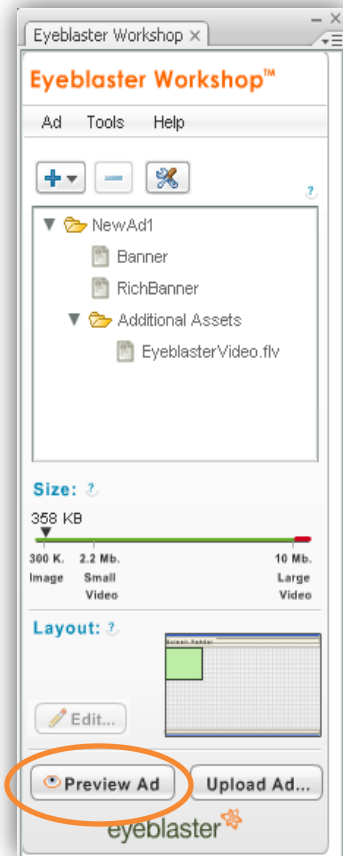 Eyeblaster Workshop ×
Eyeblaster Workshop™
Ad Tools Help
?
NewAd1
Banner
RichBanner
Additional Assets
EyeblasterVideo.flv
Size: ?
358 KB
300 K. 2.2 Mb. 10 Mb.
Image Small Large
Video Video
Layout: ?
Edit...
Preview Ad Upload Ad...
eyeblaster